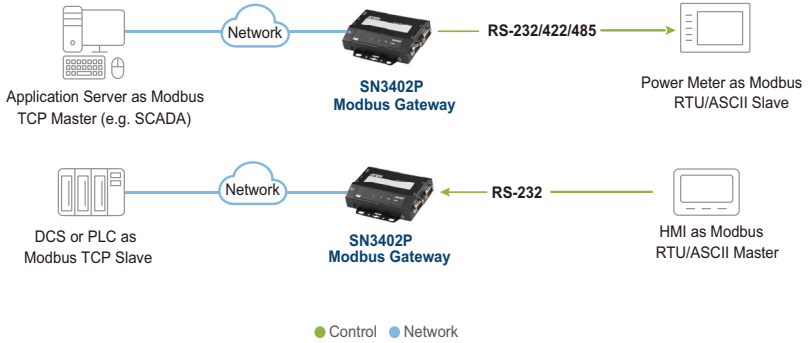 Network
RS-232/422/485
SN3402P
Modbus Gateway
Application Server as Modbus
TCP Master (e.g. SCADA)
Power Meter as Modbus
RTU/ASCII Slave
Network
RS-232
SN3402P
Modbus Gateway
DCS or PLC as
Modbus TCP Slave
HMI as Modbus
RTU/ASCII Master
Control
Network